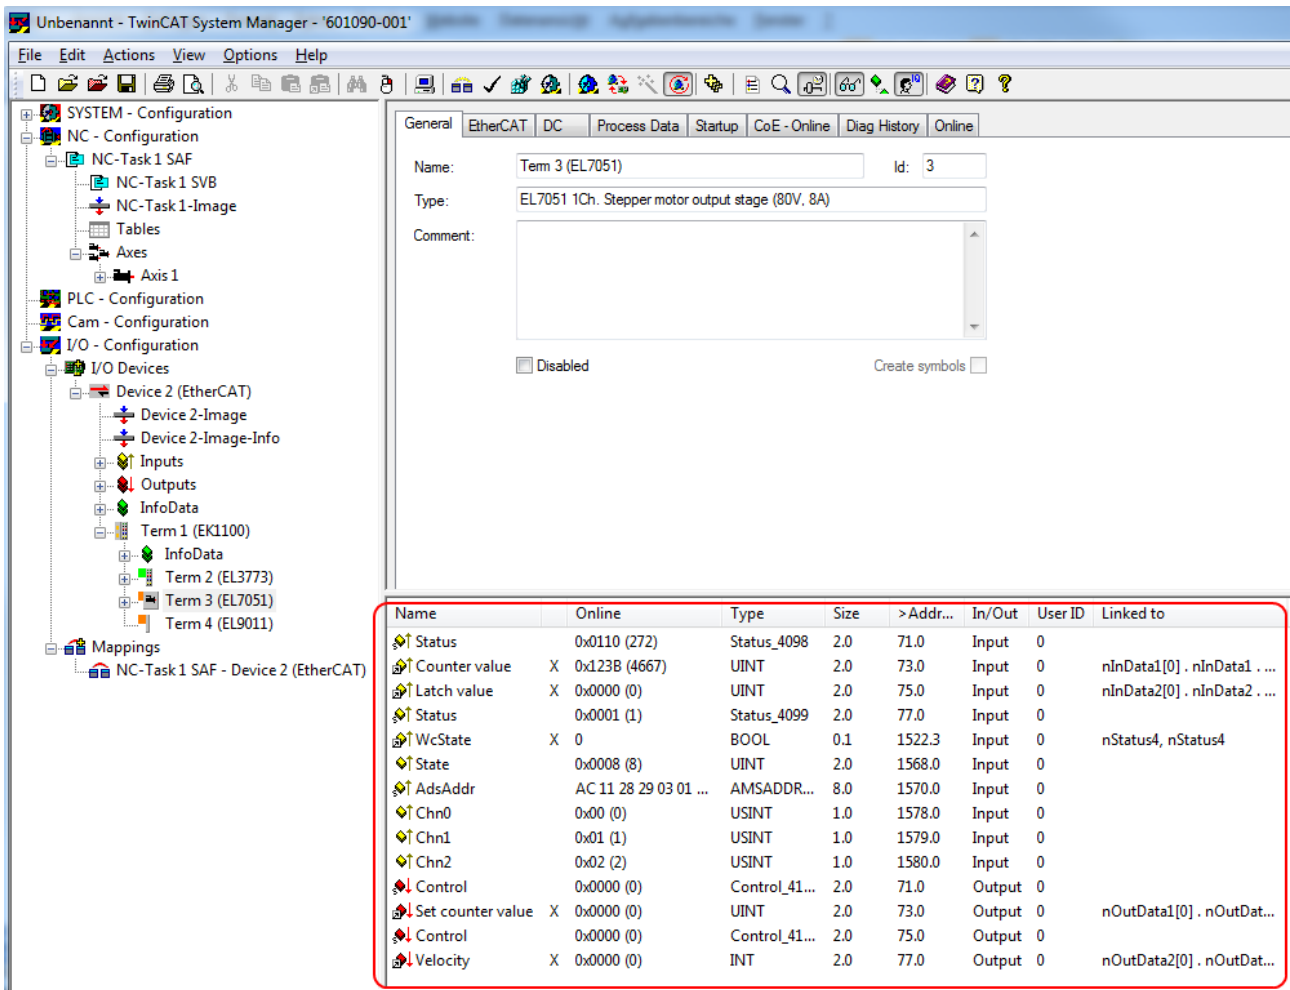 Unbenannt - TwinCAT System Manager - '601090-001'
File Edit Actions View Options Help
SYSTEM - Configuration
NC - Configuration
NC-Task 1 SAF
NC-Task 1 SVB
NC-Task 1-Image
Tables
Axes
Axis 1
PLC - Configuration
Cam - Configuration
I/O - Configuration
I/O Devices
Device 2 (EtherCAT)
Device 2-Image
Device 2-Image-Info
Inputs
Outputs
InfoData
Term 1 (EK1100)
InfoData
Term 2 (EL3773)
Term 3 (EL7051)
Term 4 (EL9011)
Mappings
NC-Task 1 SAF - Device 2 (EtherCAT)
General EtherCAT DC Process Data Startup CoE - Online Diag History Online
Name: Term 3 (EL7051) Id: 3
Type: EL7051 1Ch. Stepper motor output stage (80V, 8A)
Comment:
Disabled Create symbols
Name Online Type Size >Addr... In/Out User ID Linked to
Status 0x0110 (272) Status_4098 2.0 71.0 Input 0
Counter value X 0x123B (4667) UINT 2.0 73.0 Input 0 nInData1[0] . nInData1 . ...
Latch value X 0x0000 (0) UINT 2.0 75.0 Input 0 nInData2[0] . nInData2 . ...
Status 0x0001 (1) Status_4099 2.0 77.0 Input 0
WcState X 0 BOOL 0.1 1522.3 Input 0 nStatus4, nStatus4
State 0x0008 (8) UINT 2.0 1568.0 Input 0
AdsAddr AC 11 28 29 03 01 ... AMSADDR... 8.0 1570.0 Input 0
Chn0 0x00 (0) USINT 1.0 1578.0 Input 0
Chn1 0x01 (1) USINT 1.0 1579.0 Input 0
Chn2 0x02 (2) USINT 1.0 1580.0 Input 0
Control 0x0000 (0) Control_41... 2.0 71.0 Output 0
Set counter value X 0x0000 (0) UINT 2.0 73.0 Output 0 nOutData1[0] . nOutDat...
Control 0x0000 (0) Control_41... 2.0 75.0 Output 0
Velocity X 0x0000 (0) INT 2.0 77.0 Output 0 nOutData2[0] . nOutDat...